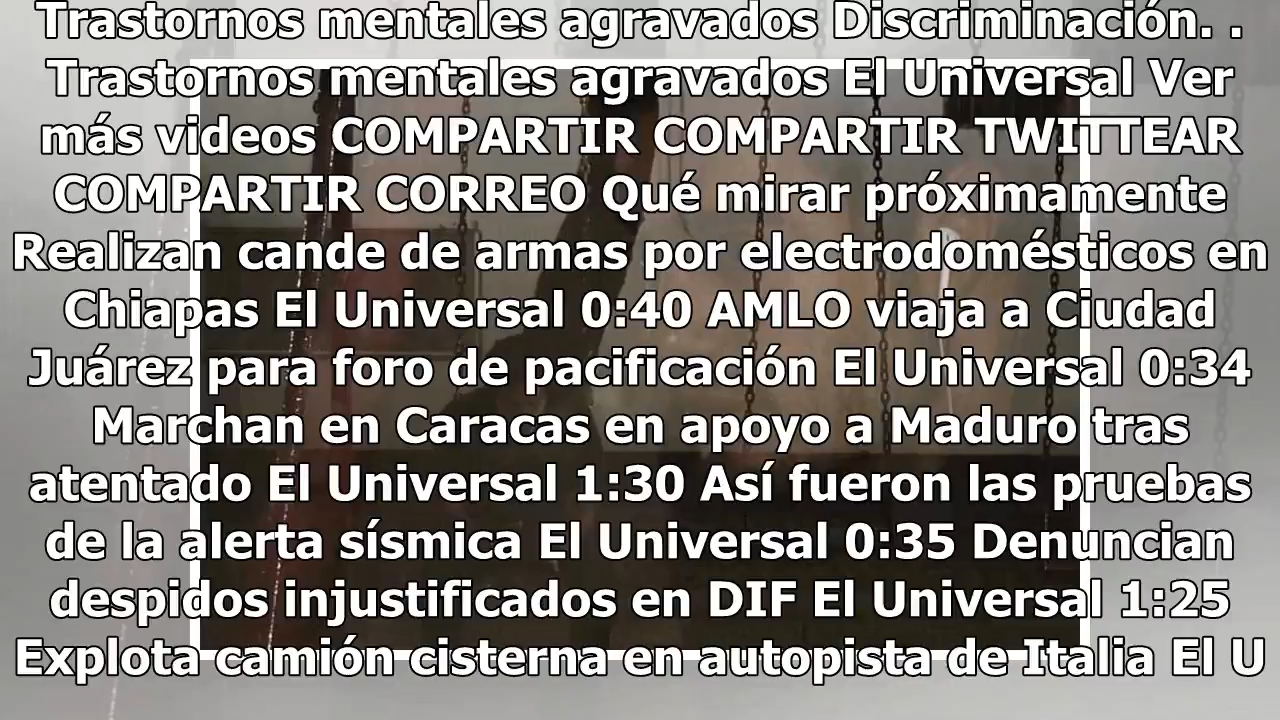 Trastornos mentales agravados Discriminación. .
Trastornos mentales agravados El Universal Ver
más videos COMPARTIR COMPARTIR TWITTEAR
COMPARTIR CORREO Qué mirar próximamente
Realizan cande de armas por electrodomésticos en
Chiapas El Universal 0:40 AMLO viaja a Ciudad
Juárez para foro de pacificación El Universal 0:34
Marchan en Caracas en apoyo a Maduro tras
atentado El Universal 1:30 Así fueron las pruebas
de la alerta sísmica El Universal 0:35 Denuncian
despidos injustificados en DIF El Universal 1:25
Explota camión cisterna en autopista de Italia El U